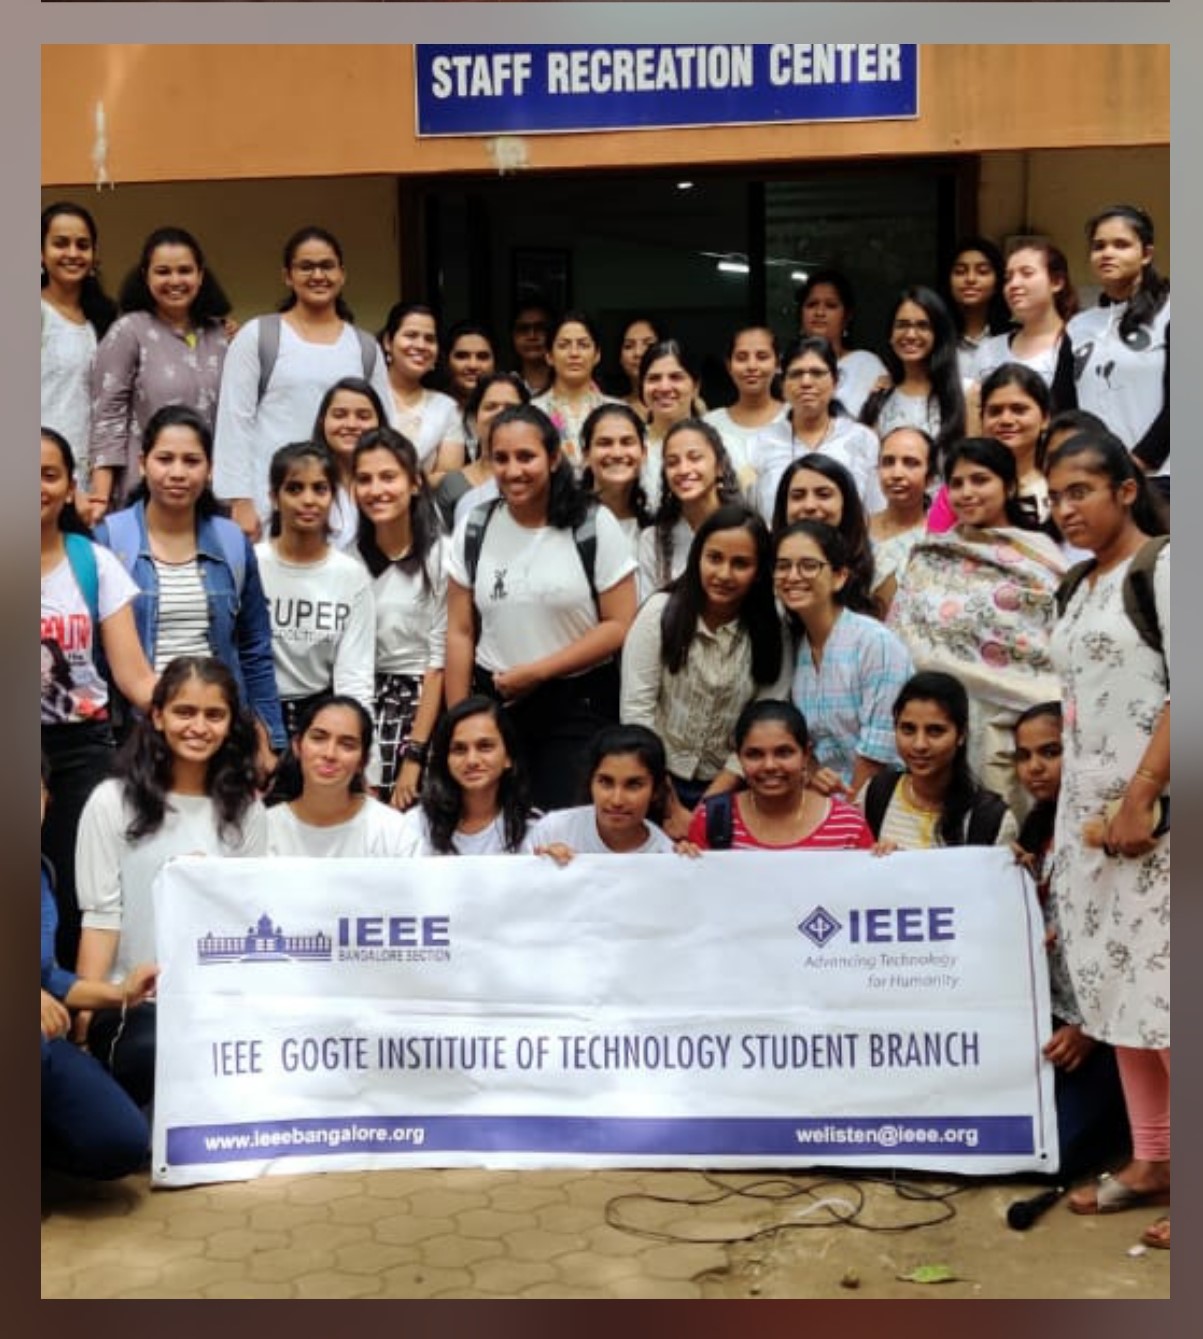 STAFF RECREATION CENTER
SUPER
IEEE
BANGALORE SECTION
IEEE
Advancing Technology
for Humanity
IEEE GOGTE INSTITUTE OF TECHNOLOGY STUDENT BRANCH
www.ieeebangalore.org
welisten@ieee.org